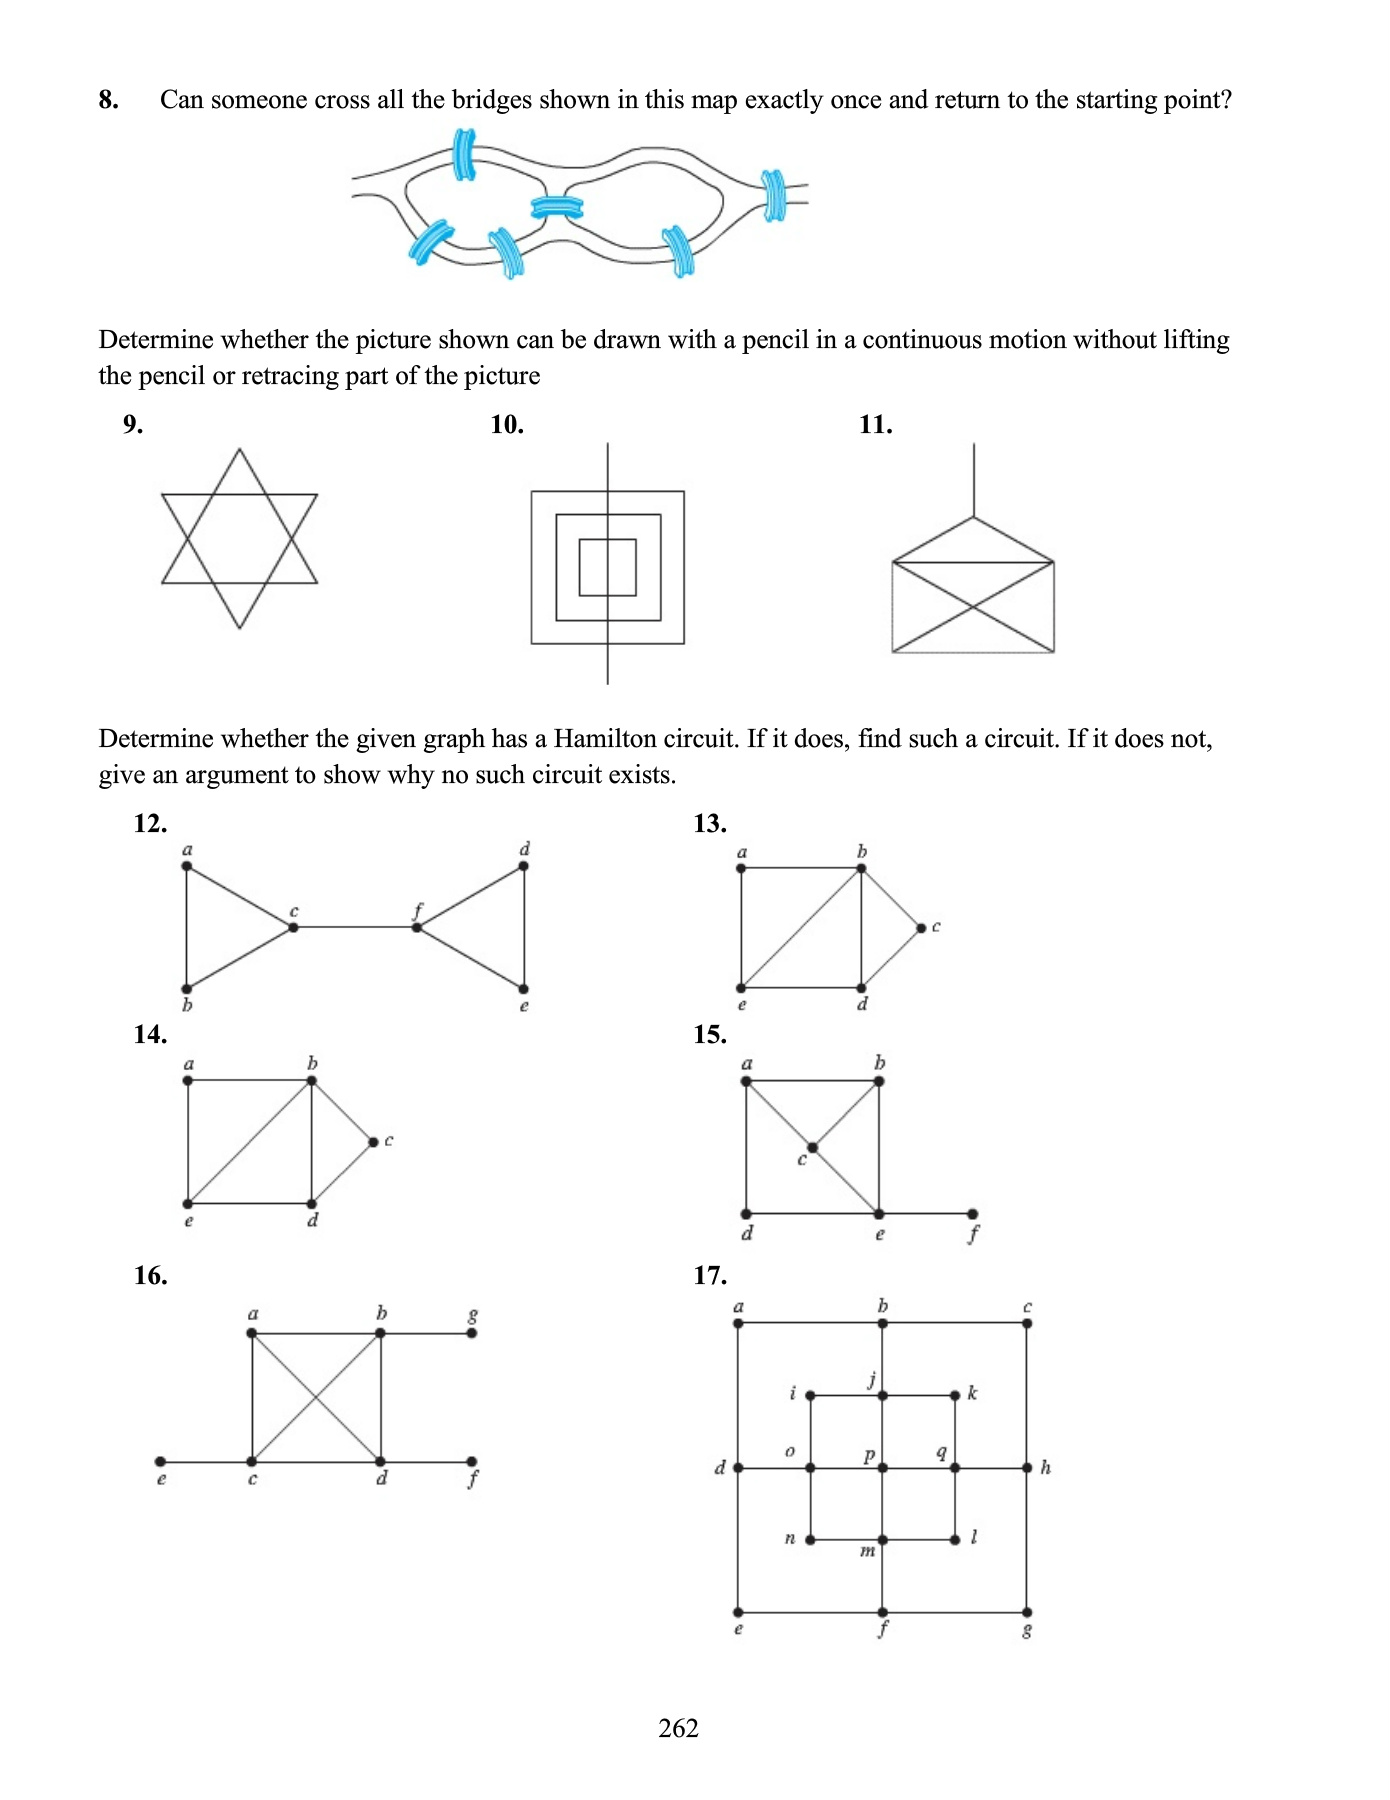 8. Can someone cross all the bridges shown in this map exactly once and return to the starting point?
Determine whether the picture shown can be drawn with a pencil in a continuous motion without lifting
the pencil or retracing part of the picture
9. 10. 11.
Determine whether the given graph has a Hamilton circuit. If it does, find such a circuit. If it does not,
give an argument to show why no such circuit exists.
12. 13.
a d a b
c f c
b e e d
14. 15.
a b a b
c c
e d d e f
16. 17.
a b g a b c
i j k
o p q
e c d f d h
n m l
e f g
262